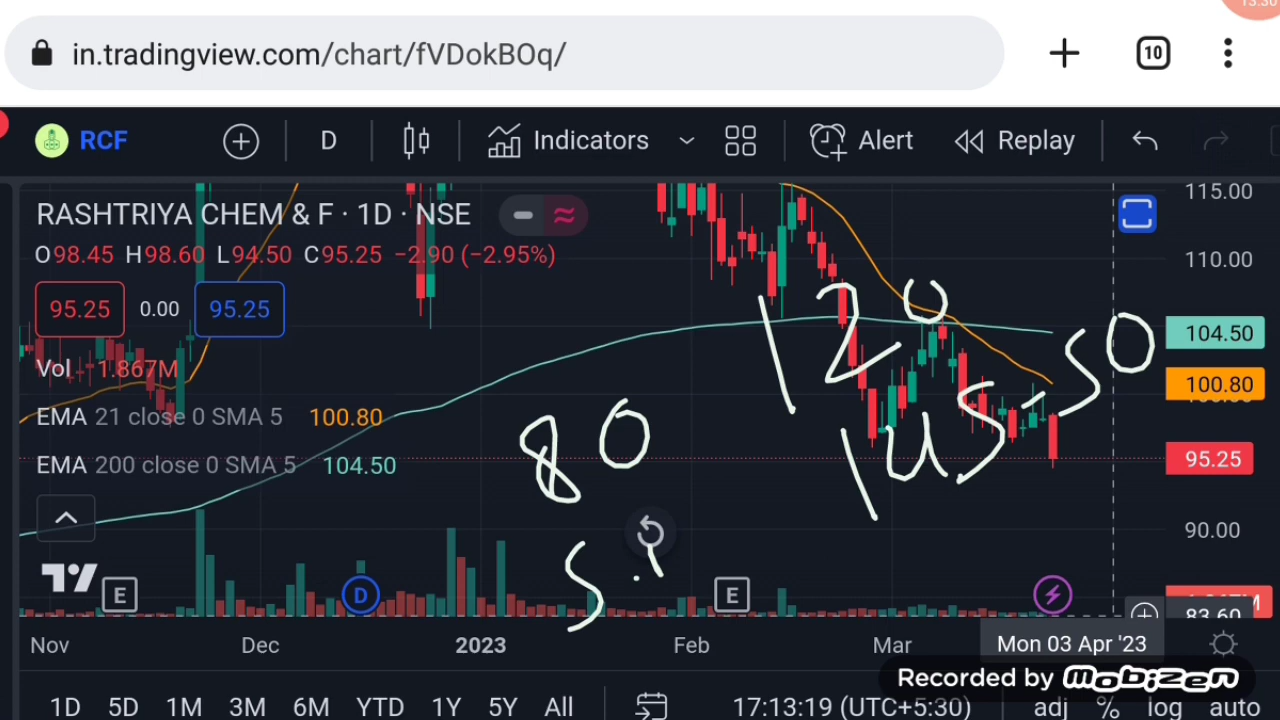 13:30
in.tradingview.com/chart/fVDokBOq/
10
RCF D Indicators Alert Replay
RASHTRIYA CHEM & F · 1D · NSE
O98.45 H98.60 L94.50 C95.25 −2.90 (−2.95%)
95.25 0.00 95.25
Vol 1.867M
EMA 21 close 0 SMA 5 100.80
EMA 200 close 0 SMA 5 104.50
115.00
110.00
104.50
100.80
95.25
90.00
83.60
120
50
80
E D E
Nov Dec 2023 Feb Mar Mon 03 Apr '23
Recorded by MOBIZEN
1D 5D 1M 3M 6M YTD 1Y 5Y All 17:13:19 (UTC+5:30) adj % log auto